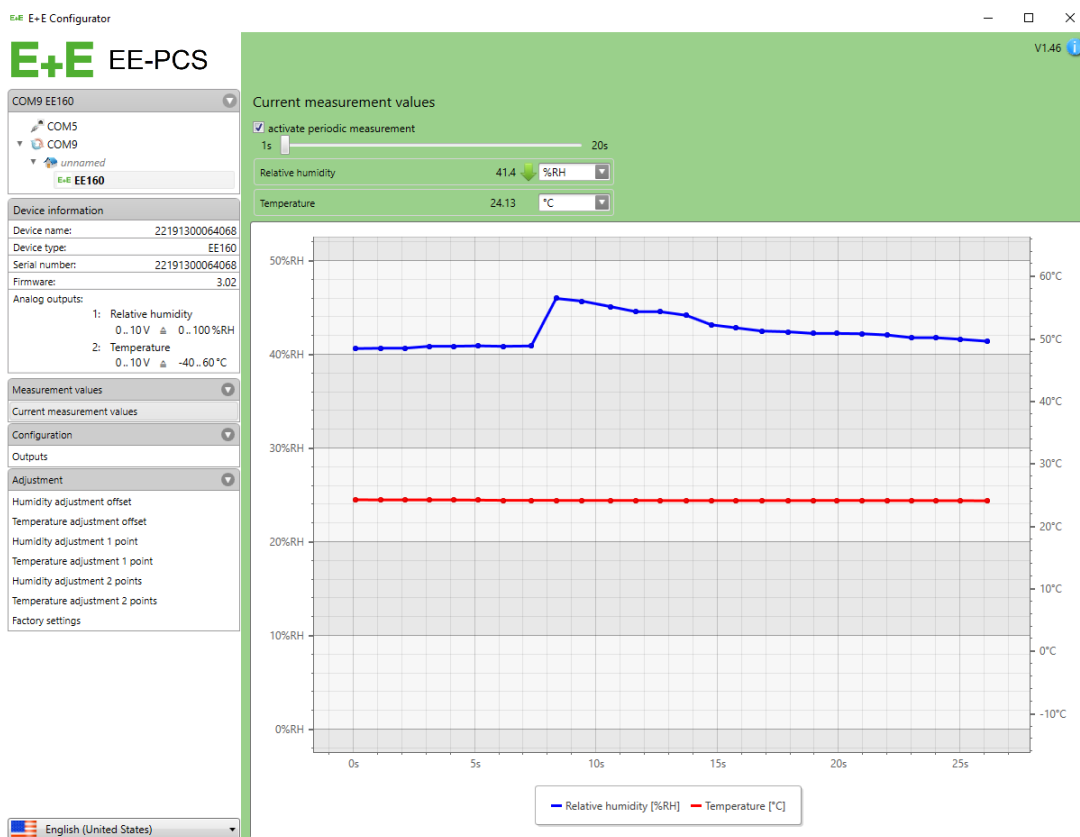 E+E E+E Configurator
E+E EE-PCS
V1.46 i
COM9 EE160
COM5
COM9
unnamed
E+E EE160
Device information
Device name: 22191300064068
Device type: EE160
Serial number: 22191300064068
Firmware: 3.02
Analog outputs:
1: Relative humidity
0..10 V ≙ 0..100 %RH
2: Temperature
0..10 V ≙ -40..60 °C
Measurement values
Current measurement values
Configuration
Outputs
Adjustment
Humidity adjustment offset
Temperature adjustment offset
Humidity adjustment 1 point
Temperature adjustment 1 point
Humidity adjustment 2 points
Temperature adjustment 2 points
Factory settings
English (United States)
Current measurement values
activate periodic measurement
1s 20s
Relative humidity 41.4 %RH
Temperature 24.13 °C
50%RH
40%RH
30%RH
20%RH
10%RH
0%RH
60°C
50°C
40°C
30°C
20°C
10°C
0°C
-10°C
0s 5s 10s 15s 20s 25s
Relative humidity [%RH] Temperature [°C]